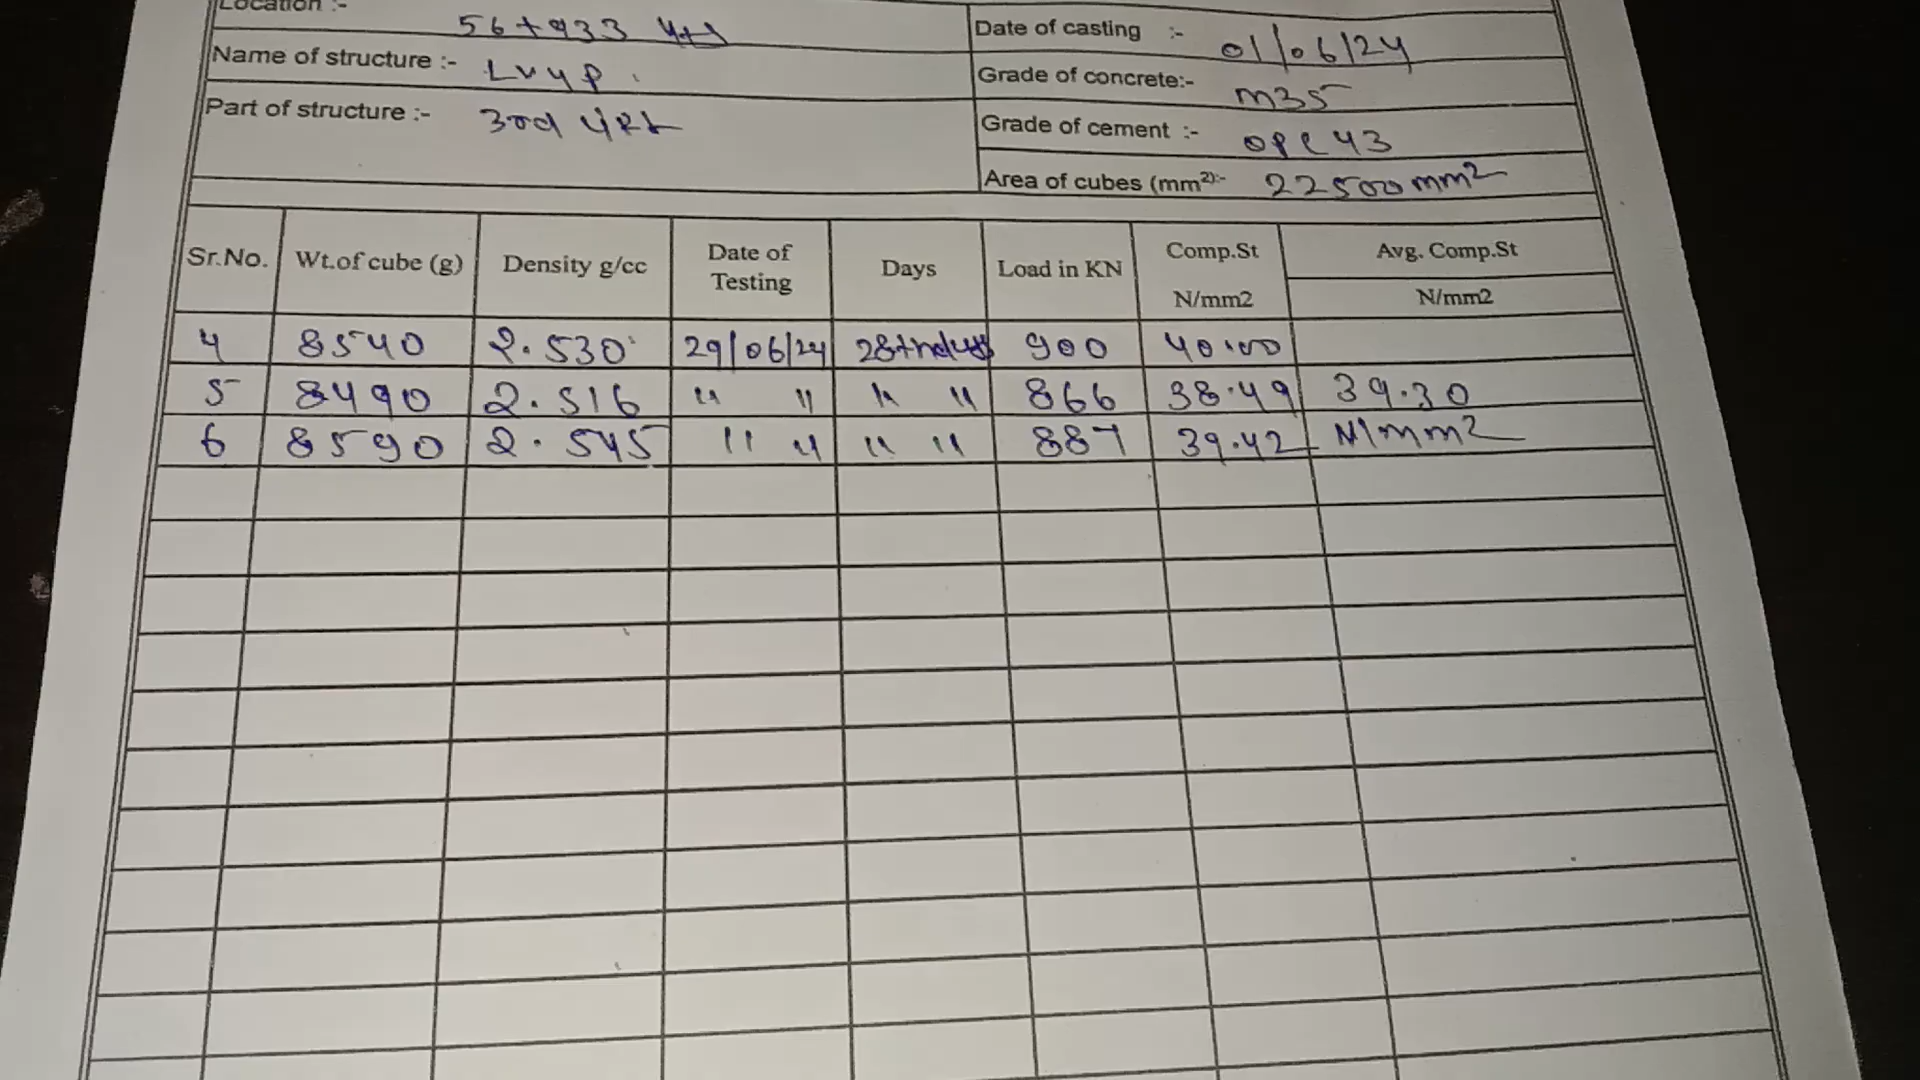 Location :- 56+933
Name of structure :- LVUP
Part of structure :- 3rd
Date of casting :- 01/06/24
Grade of concrete:- M35
Grade of cement :- OPC 43
Area of cubes (mm²):- 22500mm²
Sr.No. Wt.of cube (g) Density g/cc Date of Testing Days Load in KN Comp.St N/mm2 Avg. Comp.St N/mm2
4 8540 2.530 29/06/24 28th days 900 40.00
5 8490 2.516 " " " " 866 38.49 39.30
6 8590 2.545 " " " " 887 39.42 N/mm2